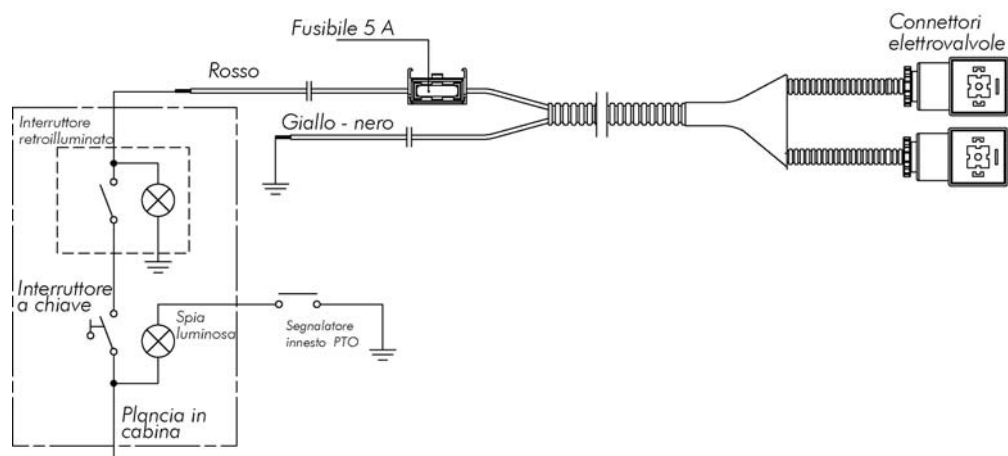 Fusibile 5 A
Connettori
elettrovalvole
Rosso
Giallo - nero
Interruttore
retroilluminato
Interruttore
a chiave
Spia
luminosa
Segnalatore
innesto PTO
Plancia in
cabina